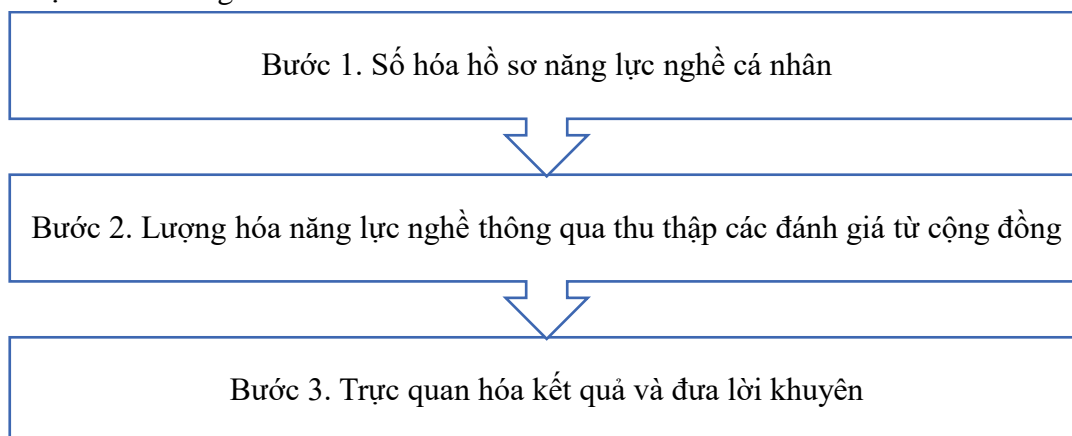 Bước 1. Số hóa hồ sơ năng lực nghề cá nhân
Bước 2. Lượng hóa năng lực nghề thông qua thu thập các đánh giá từ cộng đồng
Bước 3. Trực quan hóa kết quả và đưa lời khuyên